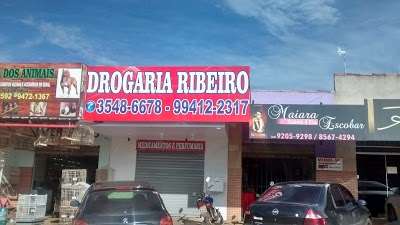 DOS ANIMAIS
9472-1367
DROGARIA RIBEIRO
3548-6678 - 99412-2317
MEDICAMENTOS & PERFUMARIA
Maiara Escobar
9205-9298 / 8567-4294